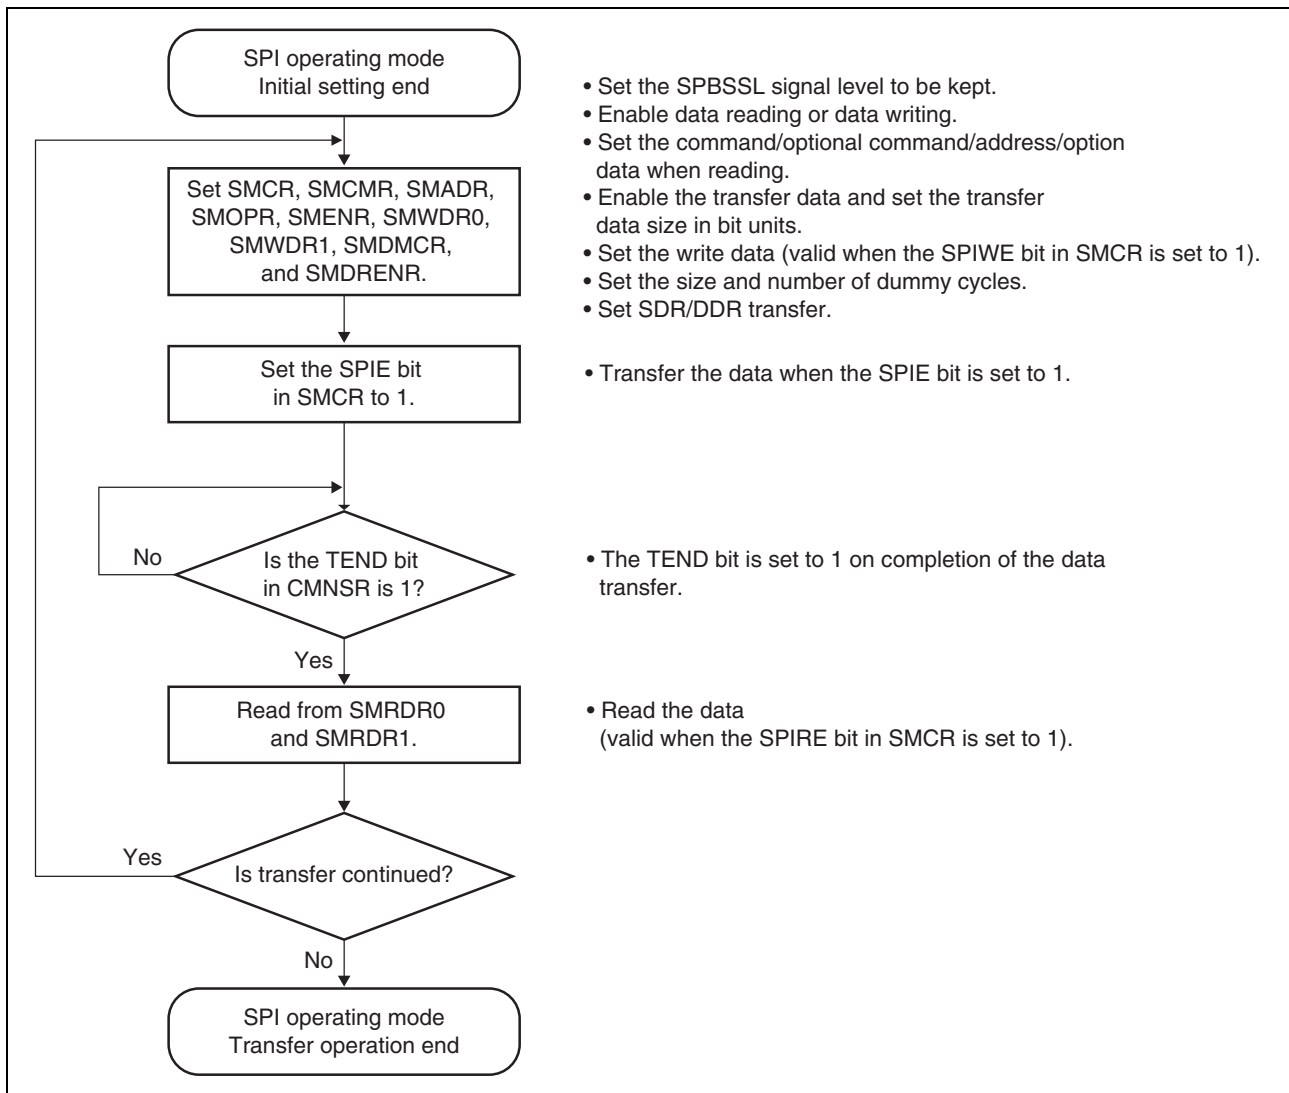 SPI operating mode
Initial setting end
• Set the SPBSSL signal level to be kept.
• Enable data reading or data writing.
• Set the command/optional command/address/option
data when reading.
• Enable the transfer data and set the transfer
data size in bit units.
• Set the write data (valid when the SPIWE bit in SMCR is set to 1).
• Set the size and number of dummy cycles.
• Set SDR/DDR transfer.
Set SMCR, SMCMR, SMADR,
SMOPR, SMENR, SMWDR0,
SMWDR1, SMDMCR,
and SMDRENR.
Set the SPIE bit
in SMCR to 1.
• Transfer the data when the SPIE bit is set to 1.
No
Is the TEND bit
in CMNSR is 1?
• The TEND bit is set to 1 on completion of the data
transfer.
Yes
Read from SMRDR0
and SMRDR1.
• Read the data
(valid when the SPIRE bit in SMCR is set to 1).
Yes
Is transfer continued?
No
SPI operating mode
Transfer operation end